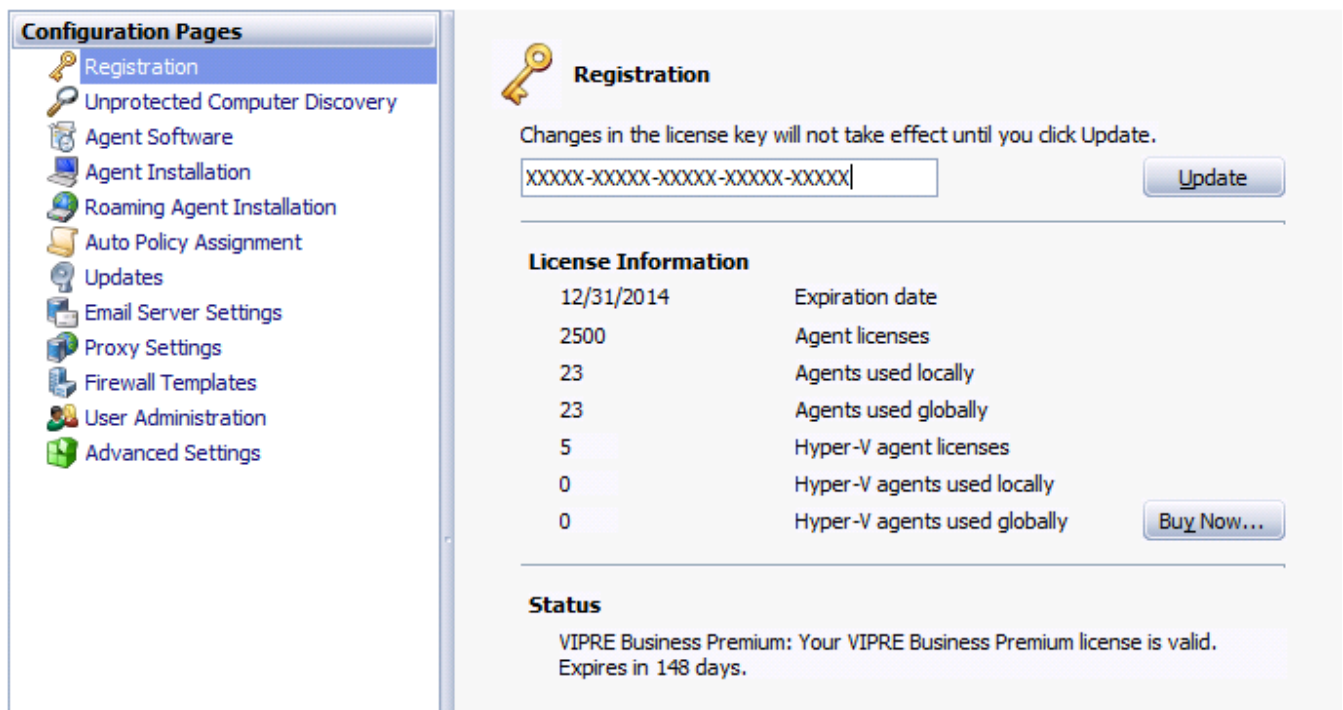 Configuration Pages
Registration
Unprotected Computer Discovery
Agent Software
Agent Installation
Roaming Agent Installation
Auto Policy Assignment
Updates
Email Server Settings
Proxy Settings
Firewall Templates
User Administration
Advanced Settings
Registration
Changes in the license key will not take effect until you click Update.
XXXXX-XXXXX-XXXXX-XXXXX-XXXXX
Update
License Information
12/31/2014 Expiration date
2500 Agent licenses
23 Agents used locally
23 Agents used globally
5 Hyper-V agent licenses
0 Hyper-V agents used locally
0 Hyper-V agents used globally
Buy Now...
Status
VIPRE Business Premium: Your VIPRE Business Premium license is valid.
Expires in 148 days.